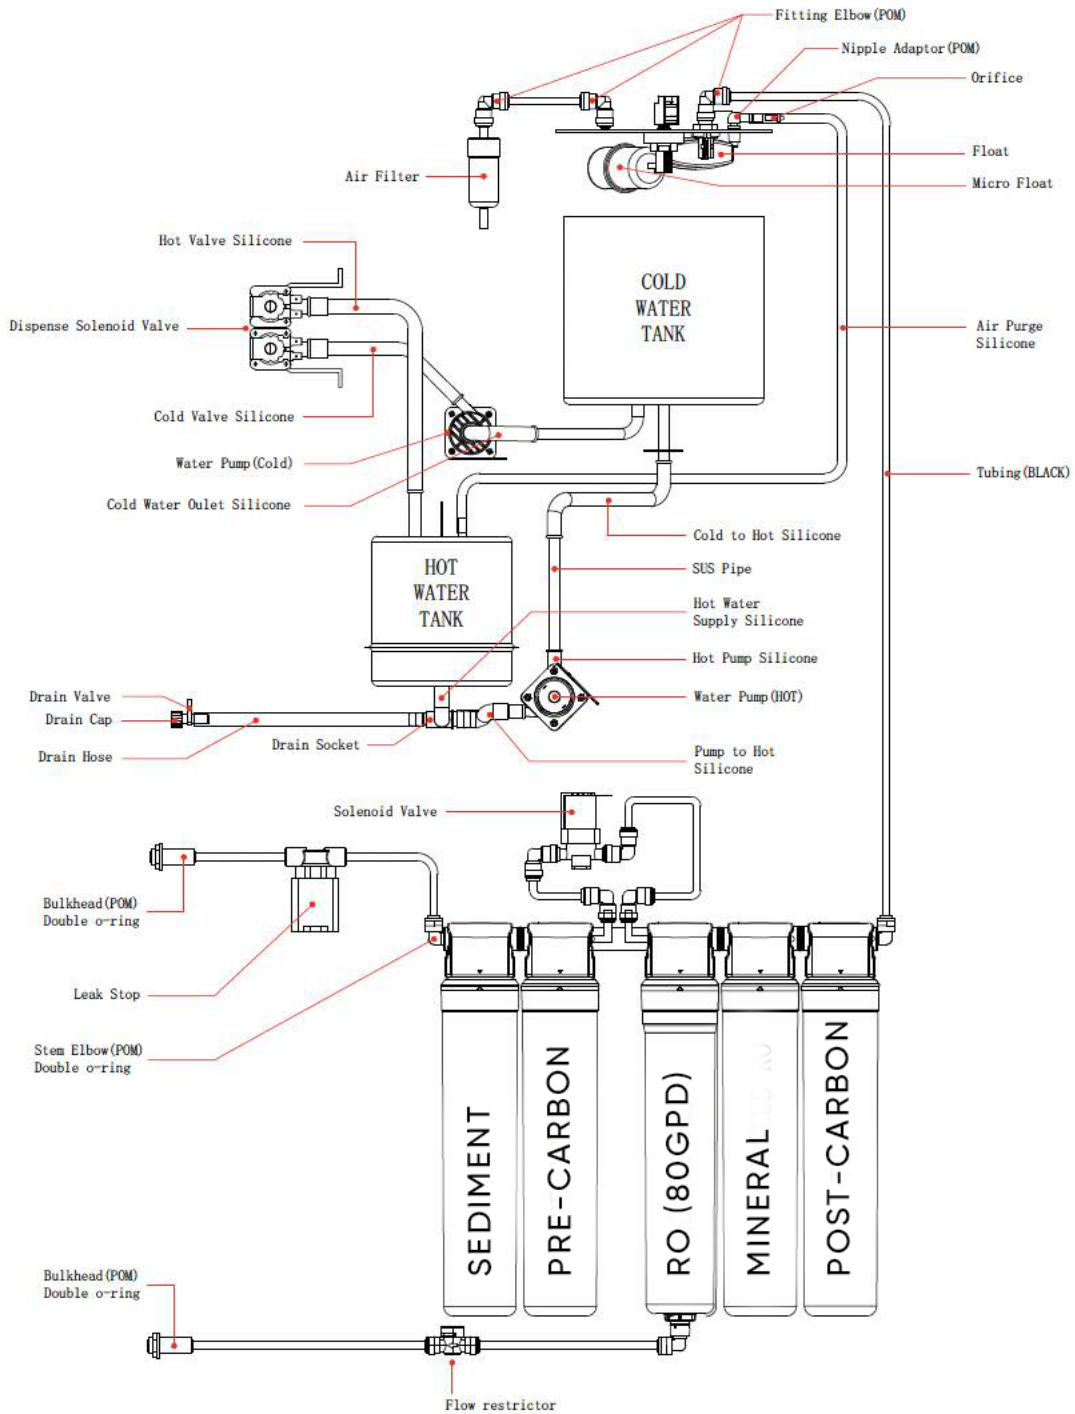 Fitting Elbow(POM)
Nipple Adaptor(POM)
Orifice
Float
Air Filter
Micro Float
Hot Valve Silicone
COLD
WATER
TANK
Dispense Solenoid Valve
Air Purge
Silicone
Cold Valve Silicone
Water Pump(Cold)
Tubing(BLACK)
Cold Water Oulet Silicone
Cold to Hot Silicone
HOT
WATER
TANK
SUS Pipe
Hot Water
Supply Silicone
Hot Pump Silicone
Drain Valve
Water Pump(HOT)
Drain Cap
Drain Socket
Drain Hose
Pump to Hot
Silicone
Solenoid Valve
Bulkhead(POM)
Double o-ring
Leak Stop
Stem Elbow(POM)
Double o-ring
SEDIMENT
PRE-CARBON
RO (80GPD)
MINERAL
POST-CARBON
Bulkhead(POM)
Double o-ring
Flow restrictor